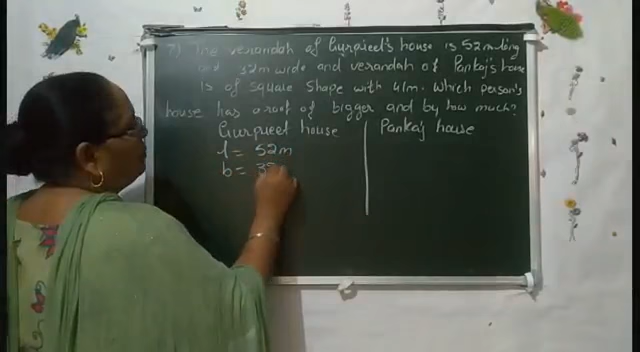 7) The verandah of Gurpreet's house is 52m long
and 32m wide and verandah of Pankaj's house
is of square shape with 41m. Which person's
house has a roof of bigger and by how much?
Gurpreet house
l = 52m
b = 3
Pankaj house